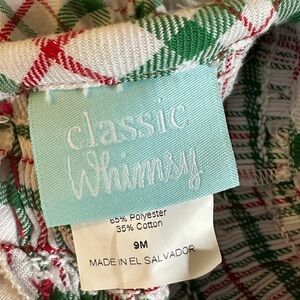 classic
Whimsy
65% Polyester
35% Cotton
9M
MADE IN EL SALVADOR